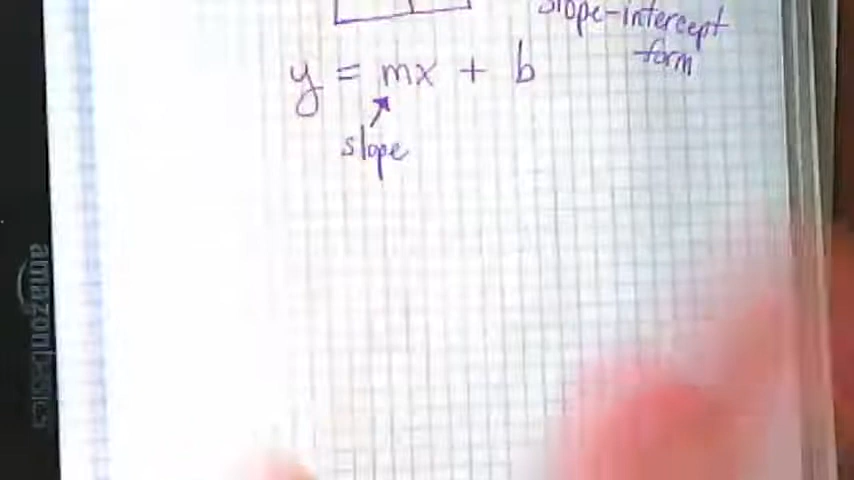 slope-intercept
form
y = mx + b
slope
amazonbasics